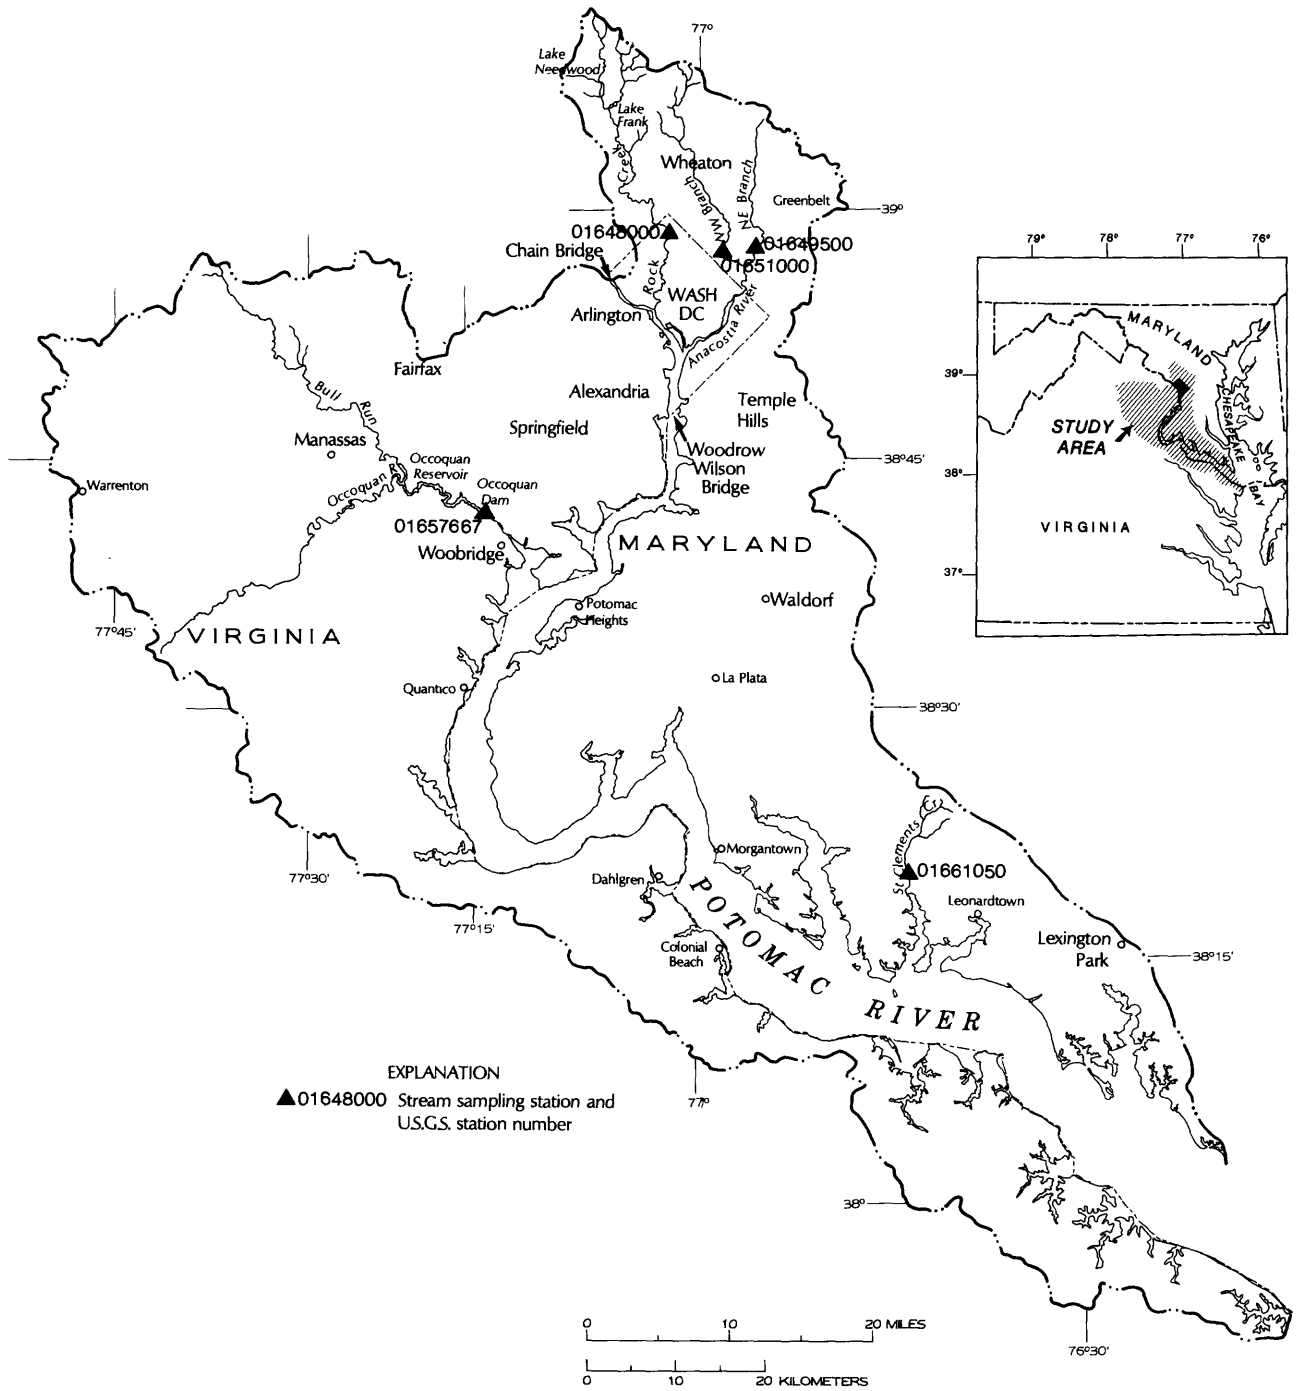 77°
Lake
Needwood
Lake
Frank
Creek
Wheaton
NW Branch
NE Branch
Greenbelt
39°
01648000
01649500
01651000
Chain Bridge
Rock
WASH
DC
Anacostia River
Arlington
Fairfax
Alexandria
Temple
Hills
Springfield
Bull
Run
Manassas
Woodrow
Wilson
Bridge
38°45'
Warrenton
Occoquan
Reservoir
Occoquan R
Occoquan
Dam
01657667
Woobridge
MARYLAND
Potomac
Heights
Waldorf
77°45'
VIRGINIA
Quantico
La Plata
38°30'
St Clements Cr
Morgantown
01661050
77°30'
Dahlgren
Leonardtown
77°15'
Colonial
Beach
Lexington
Park
38°15'
POTOMAC RIVER
EXPLANATION
01648000 Stream sampling station and
U.S.G.S. station number
77°
38°
76°30'
0 10 20 MILES
0 10 20 KILOMETERS
79° 78° 77° 76°
MARYLAND
39°
CHESAPEAKE
BAY
STUDY
AREA
38°
VIRGINIA
37°